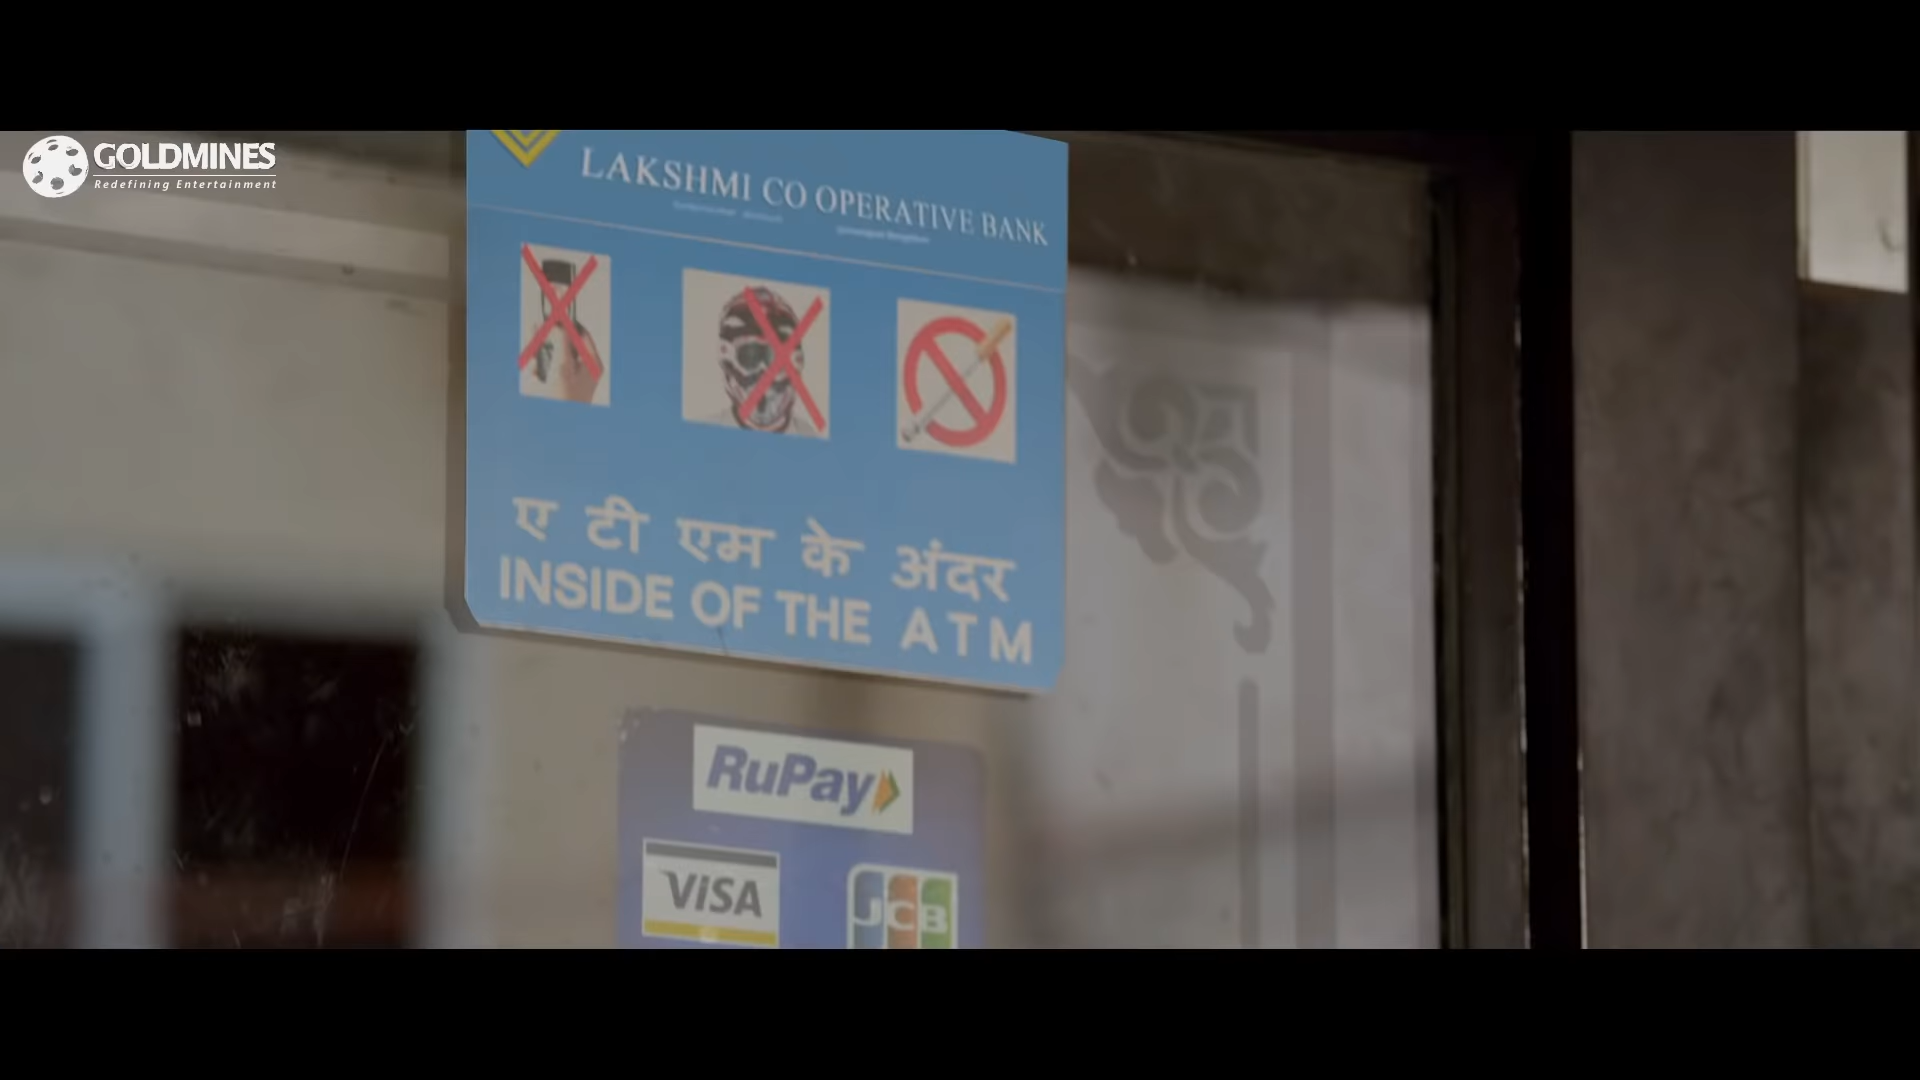 GOLDMINES
Redefining Entertainment
LAKSHMI CO OPERATIVE BANK
ए टी एम के अंदर
INSIDE OF THE ATM
RuPay
VISA
JCB